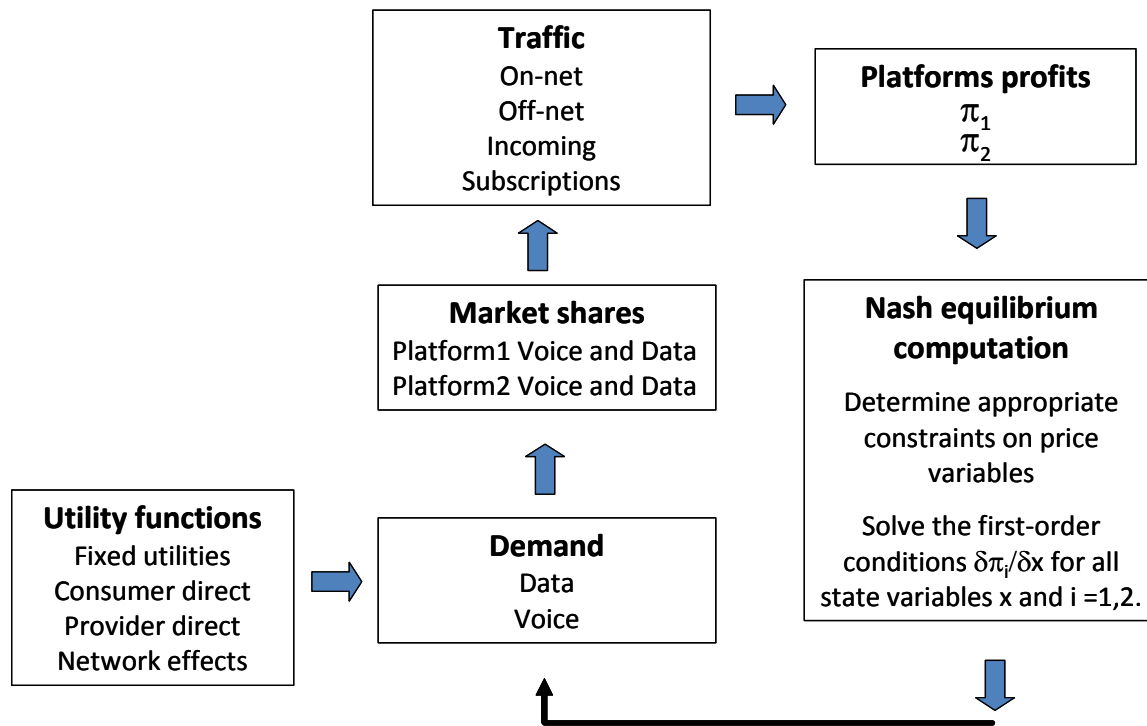 Utility functions
Fixed utilities
Consumer direct
Provider direct
Network effects
Demand
Data
Voice
Market shares
Platform1 Voice and Data
Platform2 Voice and Data
Traffic
On-net
Off-net
Incoming
Subscriptions
Platforms profits
π₁
π₂
Nash equilibrium
computation
Determine appropriate
constraints on price
variables
Solve the first-order
conditions δπᵢ/δx for all
state variables x and i =1,2.